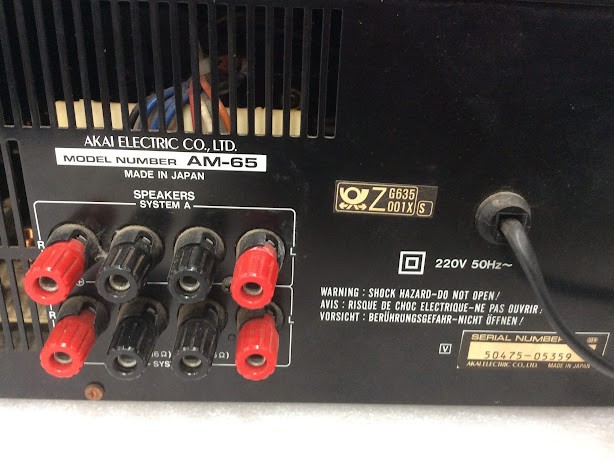 AKAI ELECTRIC CO., LTD.
MODEL NUMBER AM-65
MADE IN JAPAN
SPEAKERS
SYSTEM A
R
L
R
L
Z G635
001X S
220V 50Hz~
WARNING : SHOCK HAZARD-DO NOT OPEN!
AVIS : RISQUE DE CHOC ELECTRIQUE-NE PAS OUVRIR!
VORSICHT : BERÜHRUNGSGEFAHR-NICHT ÖFFNEN!
V
SERIAL NUMBER
50475-05359
AKAI ELECTRIC CO., LTD. MADE IN JAPAN